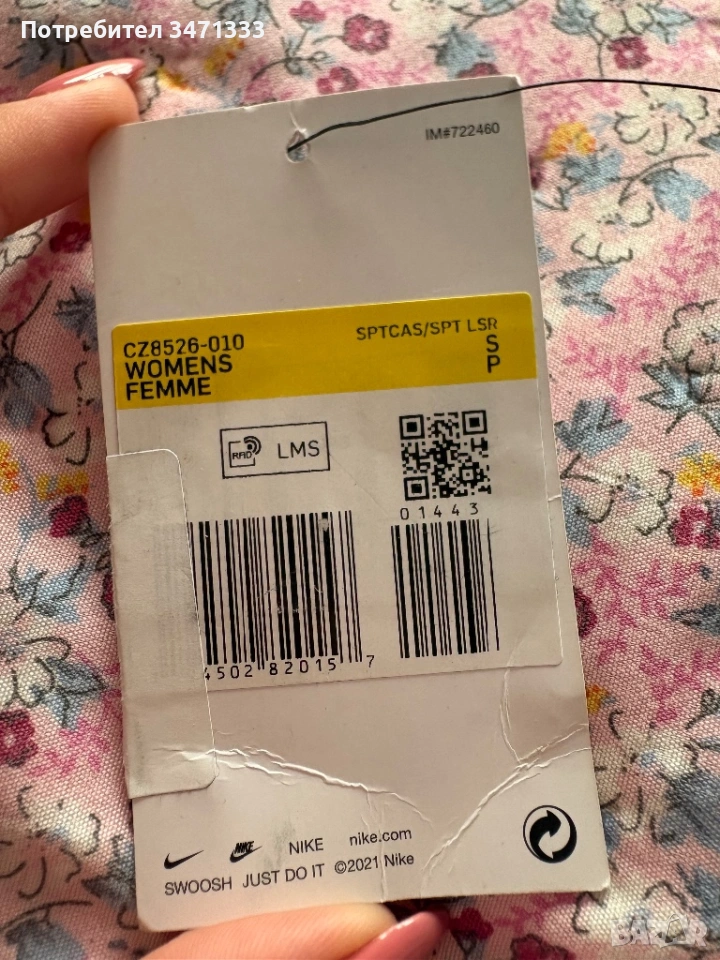 Потребител 3471333
IM#722460
SPTCAS/SPT LSR
CZ8526-010
S
WOMENS
P
FEMME
RFID LMS
01443
4502 82015 7
NIKE nike.com
SWOOSH JUST DO IT ©2021 Nike
BAZAR